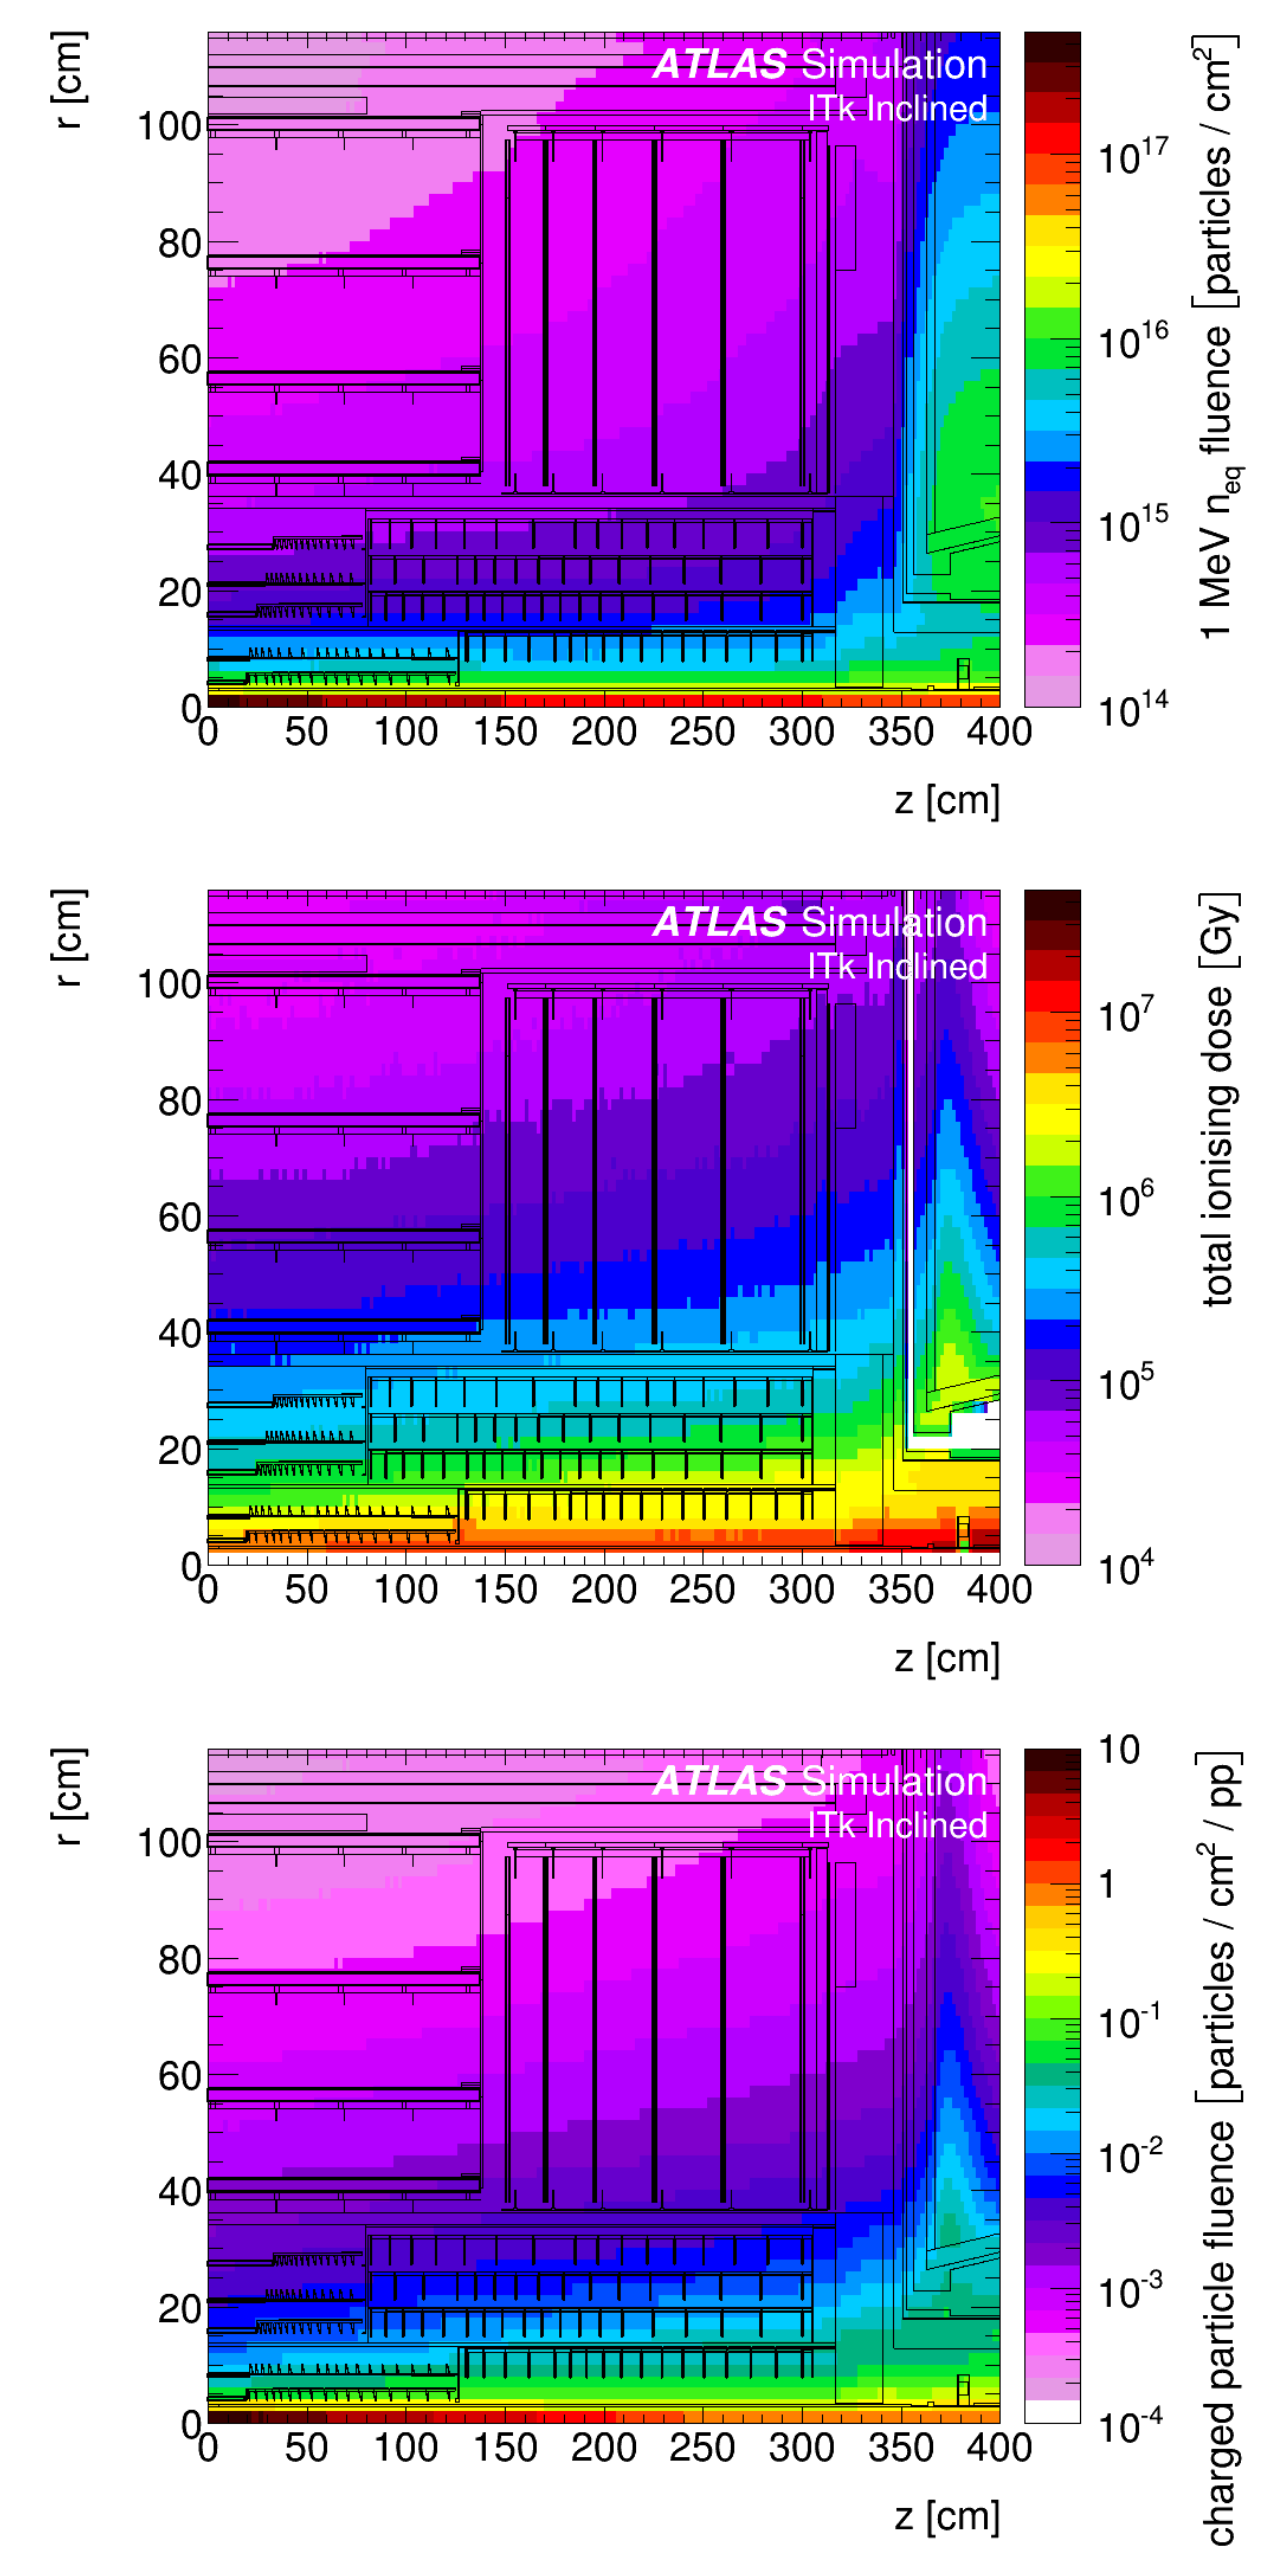 r [cm]
ATLAS Simulation
ITk Inclined
100
80
60
40
20
0
0 50 100 150 200 250 300 350 400
z [cm]
10^17
10^16
10^15
10^14
1 MeV n_eq fluence [particles / cm^2]
r [cm]
ATLAS Simulation
ITk Inclined
100
80
60
40
20
0
0 50 100 150 200 250 300 350 400
z [cm]
10^7
10^6
10^5
10^4
total ionising dose [Gy]
r [cm]
ATLAS Simulation
ITk Inclined
100
80
60
40
20
0
0 50 100 150 200 250 300 350 400
z [cm]
10
1
10^-1
10^-2
10^-3
10^-4
charged particle fluence [particles / cm^2 / pp]